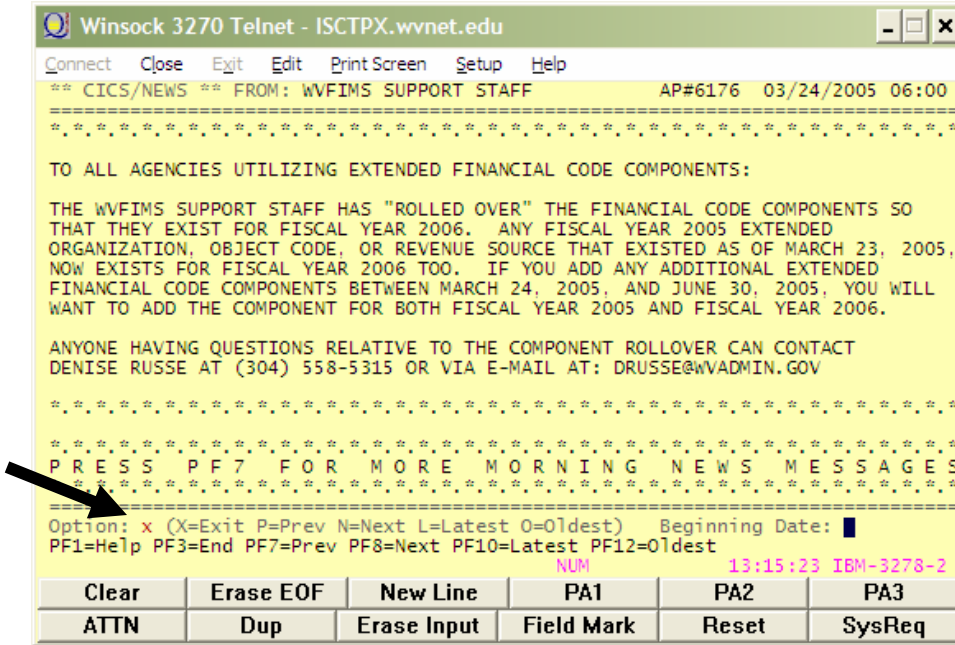 Winsock 3270 Telnet - ISCTPX.wvnet.edu
Connect Close Exit Edit Print Screen Setup Help
** CICS/NEWS ** FROM: WVFIMS SUPPORT STAFF AP#6176 03/24/2005 06:00
================================================================================
*.*.*.*.*.*.*.*.*.*.*.*.*.*.*.*.*.*.*.*.*.*.*.*.*.*.*.*.*.*.*.*.*.*.*.*.*.*.*.*
TO ALL AGENCIES UTILIZING EXTENDED FINANCIAL CODE COMPONENTS:
THE WVFIMS SUPPORT STAFF HAS "ROLLED OVER" THE FINANCIAL CODE COMPONENTS SO
THAT THEY EXIST FOR FISCAL YEAR 2006. ANY FISCAL YEAR 2005 EXTENDED
ORGANIZATION, OBJECT CODE, OR REVENUE SOURCE THAT EXISTED AS OF MARCH 23, 2005,
NOW EXISTS FOR FISCAL YEAR 2006 TOO. IF YOU ADD ANY ADDITIONAL EXTENDED
FINANCIAL CODE COMPONENTS BETWEEN MARCH 24, 2005, AND JUNE 30, 2005, YOU WILL
WANT TO ADD THE COMPONENT FOR BOTH FISCAL YEAR 2005 AND FISCAL YEAR 2006.
ANYONE HAVING QUESTIONS RELATIVE TO THE COMPONENT ROLLOVER CAN CONTACT
DENISE RUSSE AT (304) 558-5315 OR VIA E-MAIL AT: DRUSSE@WVADMIN.GOV
*.*.*.*.*.*.*.*.*.*.*.*.*.*.*.*.*.*.*.*.*.*.*.*.*.*.*.*.*.*.*.*.*.*.*.*.*.*.*.*
*.*.*.*.*.*.*.*.*.*.*.*.*.*.*.*.*.*.*.*.*.*.*.*.*.*.*.*.*.*.*.*.*.*.*.*.*.*.*.*
P R E S S P F 7 F O R M O R E M O R N I N G N E W S M E S S A G E S
*.*.*.*.*.*.*.*.*.*.*.*.*.*.*.*.*.*.*.*.*.*.*.*.*.*.*.*.*.*.*.*.*.*.*.*.*.*.*
================================================================================
Option: x (X=Exit P=Prev N=Next L=Latest O=Oldest) Beginning Date:
PF1=Help PF3=End PF7=Prev PF8=Next PF10=Latest PF12=Oldest
NUM 13:15:23 IBM-3278-2
Clear Erase EOF New Line PA1 PA2 PA3
ATTN Dup Erase Input Field Mark Reset SysReq